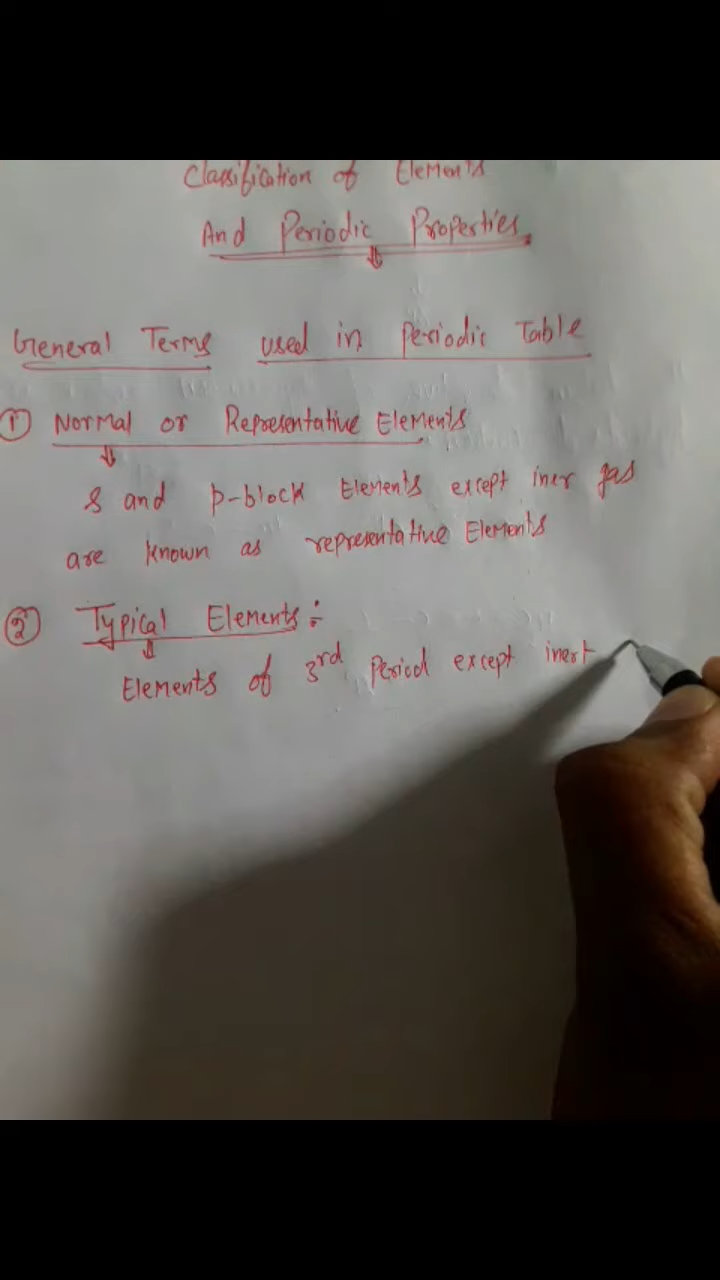 Classification of Elements
And Periodic Properties
General Terms used in Periodic Table
① Normal or Representative Elements
s and p-block Elements except iner gas
are known as representative Elements
② Typical Elements :-
Elements of 3rd Period except inert